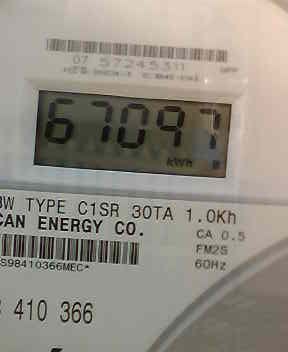 07 57245311
67097
kWh
3W TYPE C1SR 30TA 1.0Kh
CAN ENERGY CO.
CA 0.5
FM2S
60Hz
S98410366MEC*
410 366